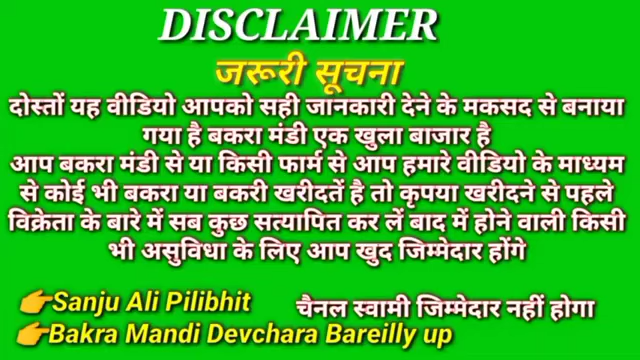 DISCLAIMER
जरूरी सूचना
दोस्तों यह वीडियो आपको सही जानकारी देने के मकसद से बनाया
गया है बकरा मंडी एक खुला बाजार है
आप बकरा मंडी से या किसी फार्म से आप हमारे वीडियो के माध्यम
से कोई भी बकरा या बकरी खरीदतें है तो कृपया खरीदने से पहले
विक्रेता के बारे में सब कुछ सत्यापित कर लें बाद में होने वाली किसी
भी असुविधा के लिए आप खुद जिम्मेदार होंगे
👉Sanju Ali Pilibhit
चैनल स्वामी जिम्मेदार नहीं होगा
👉Bakra Mandi Devchara Bareilly up